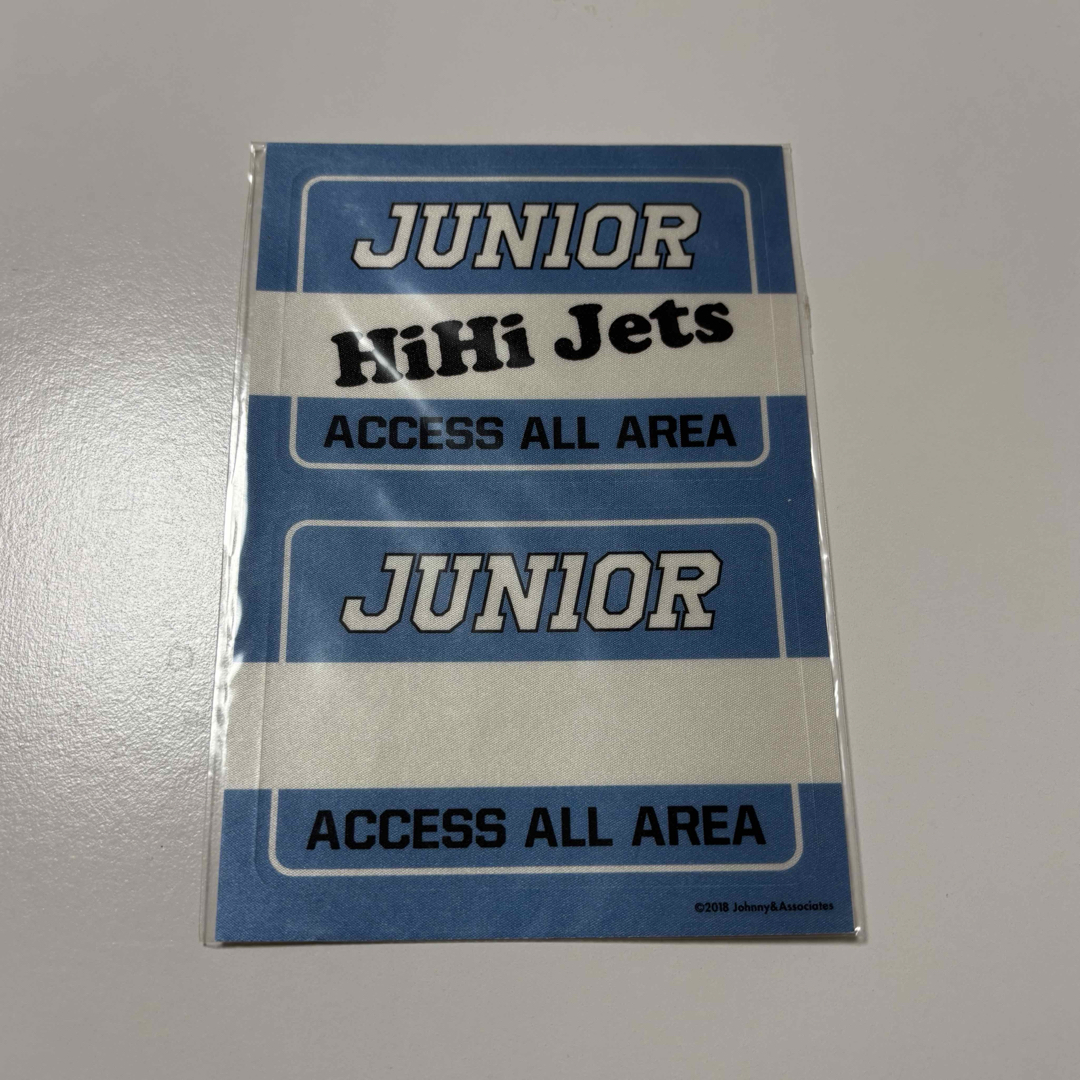 JUNIOR
HiHi Jets
ACCESS ALL AREA
JUNIOR
ACCESS ALL AREA
©2018 Johnny&Associates